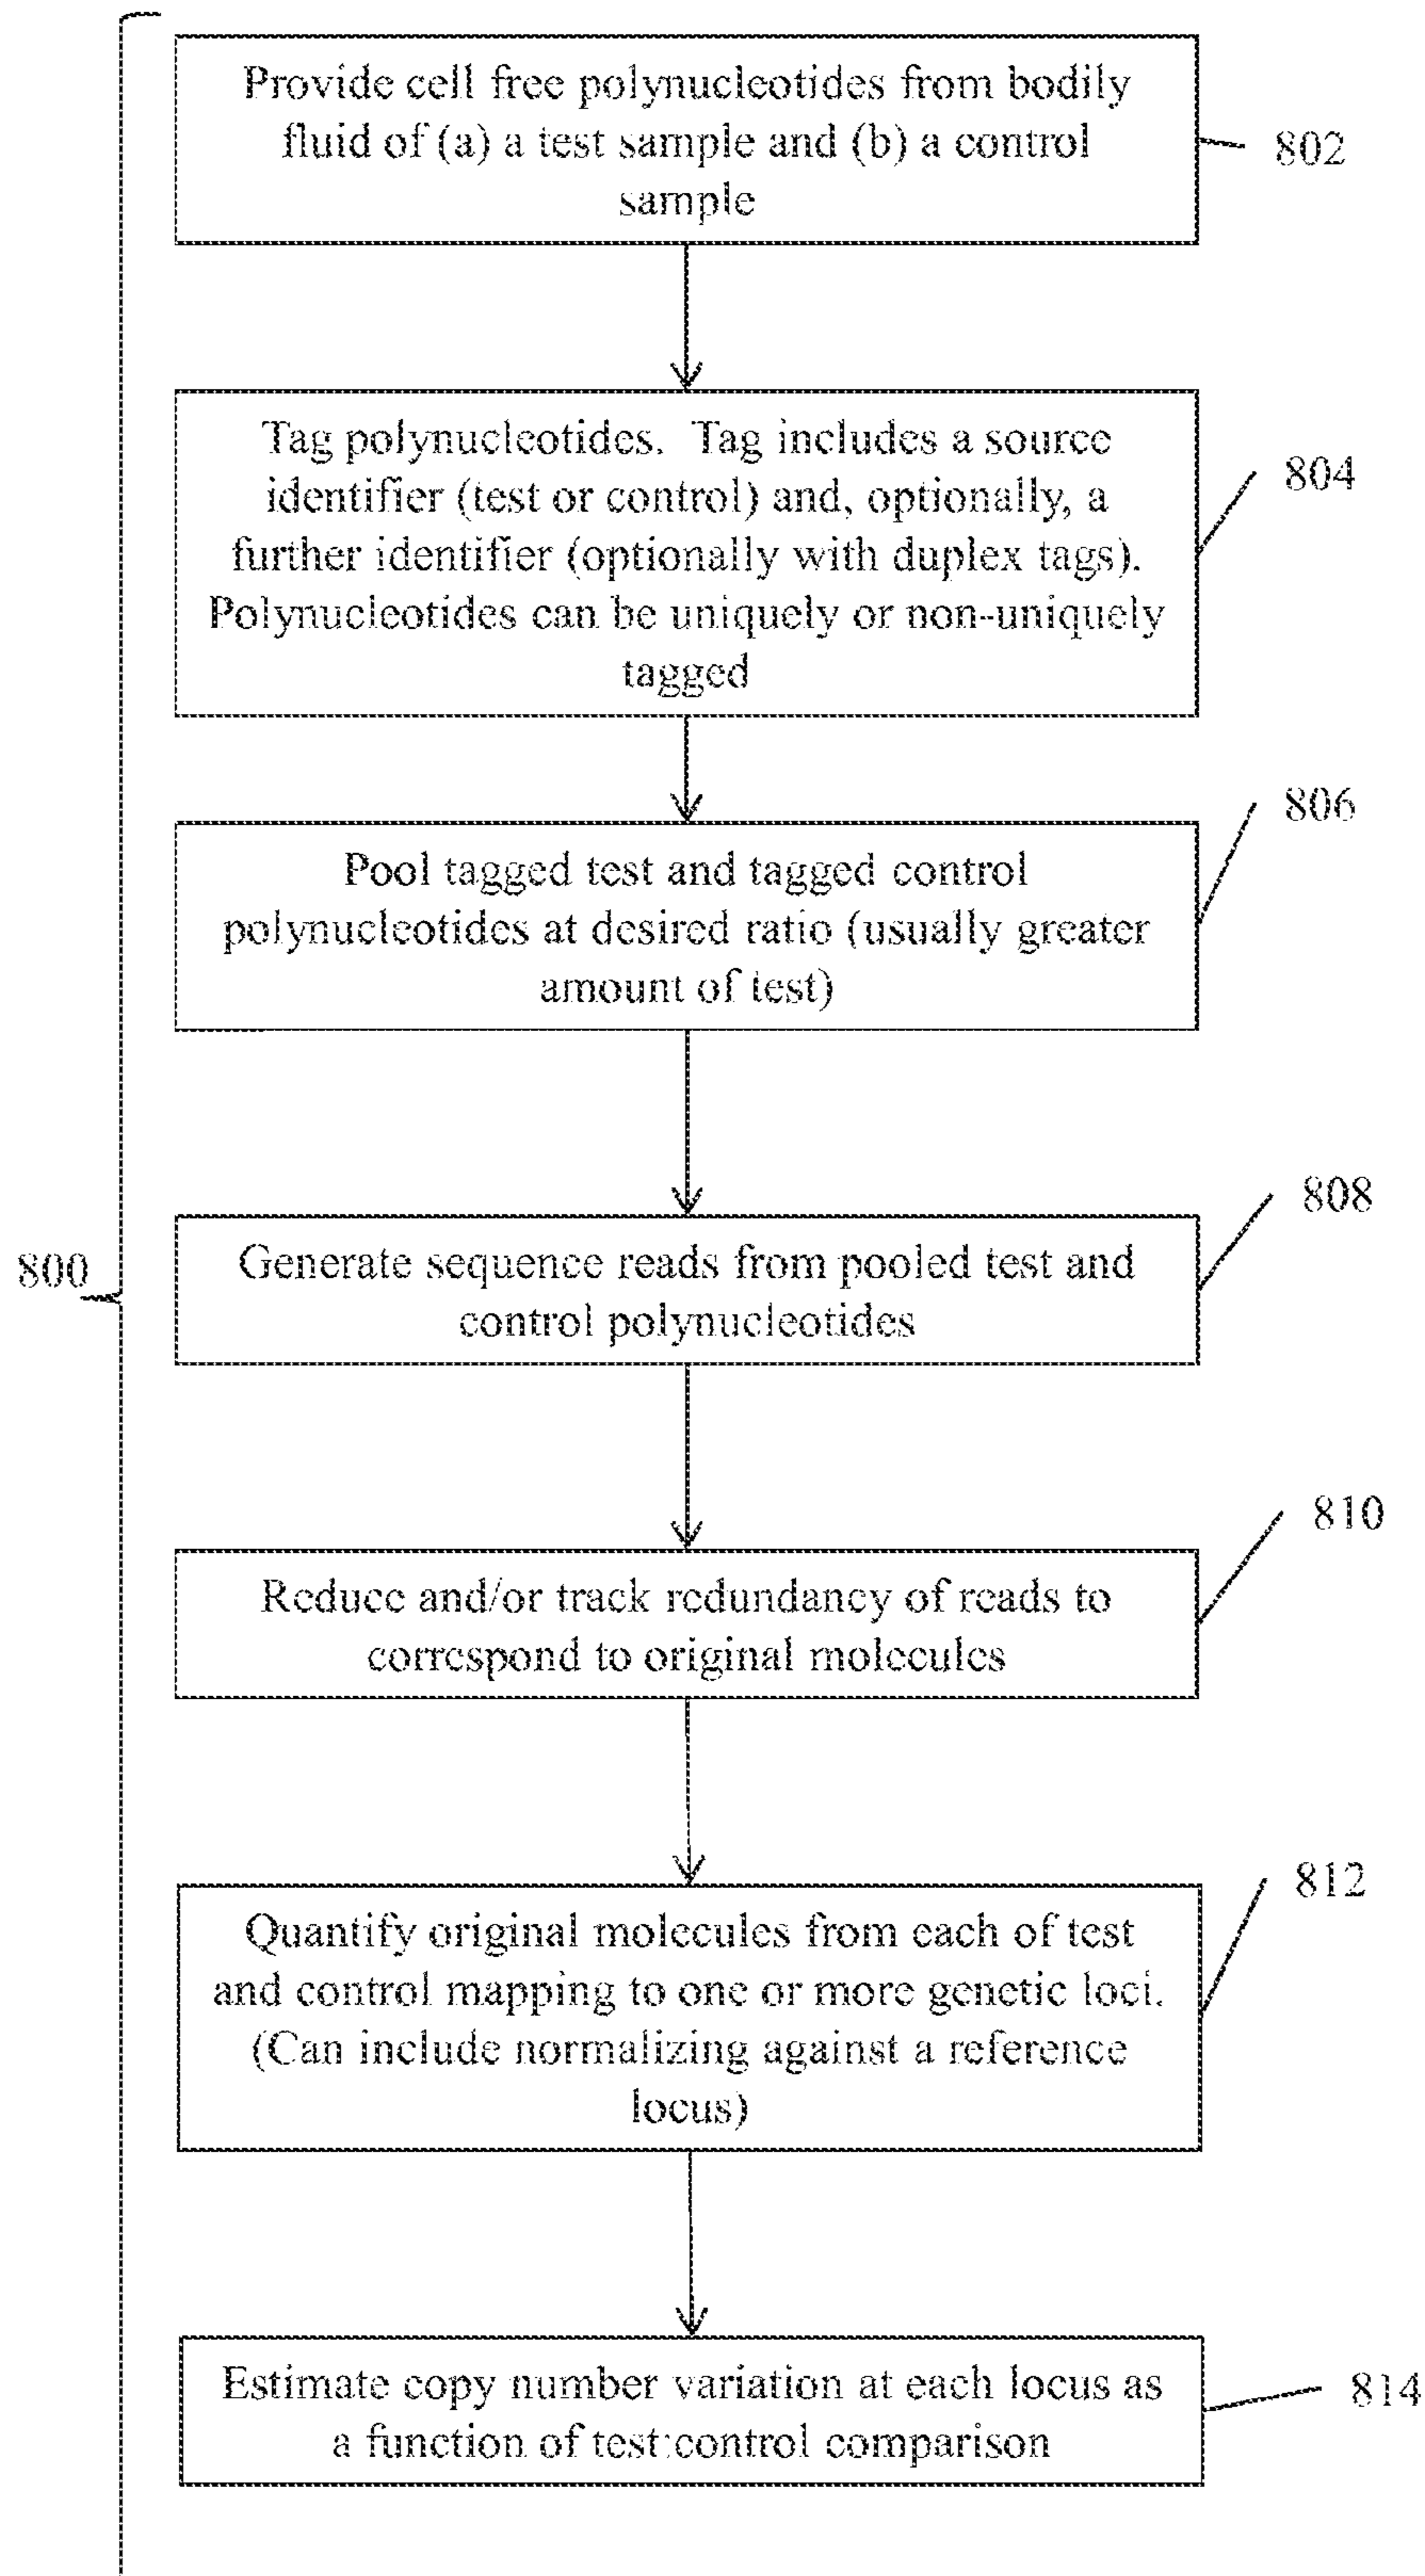 Provide cell free polynucleotides from bodily
fluid of (a) a test sample and (b) a control
sample
802
Tag polynucleotides. Tag includes a source
identifier (test or control) and, optionally, a
further identifier (optionally with duplex tags).
Polynucleotides can be uniquely or non-uniquely
tagged
804
Pool tagged test and tagged control
polynucleotides at desired ratio (usually greater
amount of test)
806
Generate sequence reads from pooled test and
control polynucleotides
808
800
Reduce and/or track redundancy of reads to
correspond to original molecules
810
Quantify original molecules from each of test
and control mapping to one or more genetic loci.
(Can include normalizing against a reference
locus)
812
Estimate copy number variation at each locus as
a function of test:control comparison
814